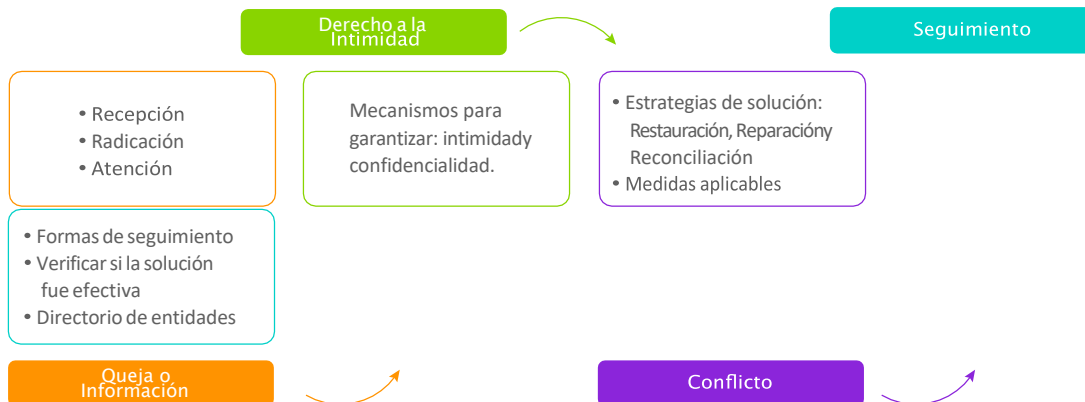 Derecho a la
Intimidad
Seguimiento
• Recepción
• Radicación
• Atención
Mecanismos para
garantizar: intimidady
confidencialidad.
• Estrategias de solución:
Restauración, Reparacióny
Reconciliación
• Medidas aplicables
• Formas de seguimiento
• Verificar si la solución
fue efectiva
• Directorio de entidades
Queja o
Información
Conflicto